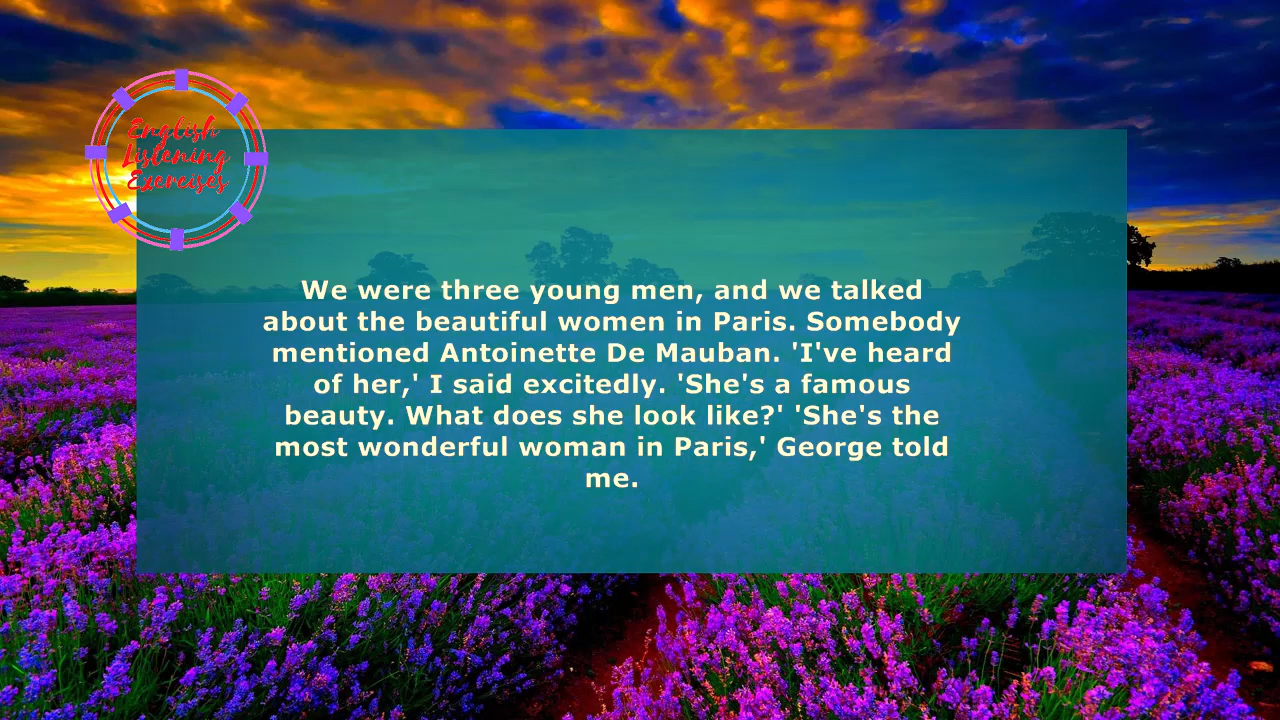 English
Listening
Exercises
We were three young men, and we talked
about the beautiful women in Paris. Somebody
mentioned Antoinette De Mauban. 'I've heard
of her,' I said excitedly. 'She's a famous
beauty. What does she look like?' 'She's the
most wonderful woman in Paris,' George told
me.